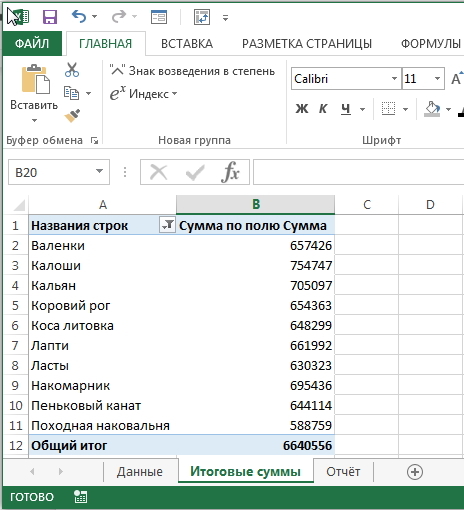 ФАЙЛ ГЛАВНАЯ ВСТАВКА РАЗМЕТКА СТРАНИЦЫ ФОРМУЛЫ
Вставить
"^" Знак возведения в степень
eˣ Индекс
Calibri 11 A
Ж К Ч
Буфер обмена Новая группа Шрифт
B20 fx
A B C D
1 Названия строк Сумма по полю Сумма
2 Валенки 657426
3 Калоши 754747
4 Кальян 705097
5 Коровий рог 654363
6 Коса литовка 648299
7 Лапти 661992
8 Ласты 630323
9 Накомарник 695436
10 Пеньковый канат 644114
11 Походная наковальня 588759
12 Общий итог 6640556
Данные Итоговые суммы Отчёт
ГОТОВО